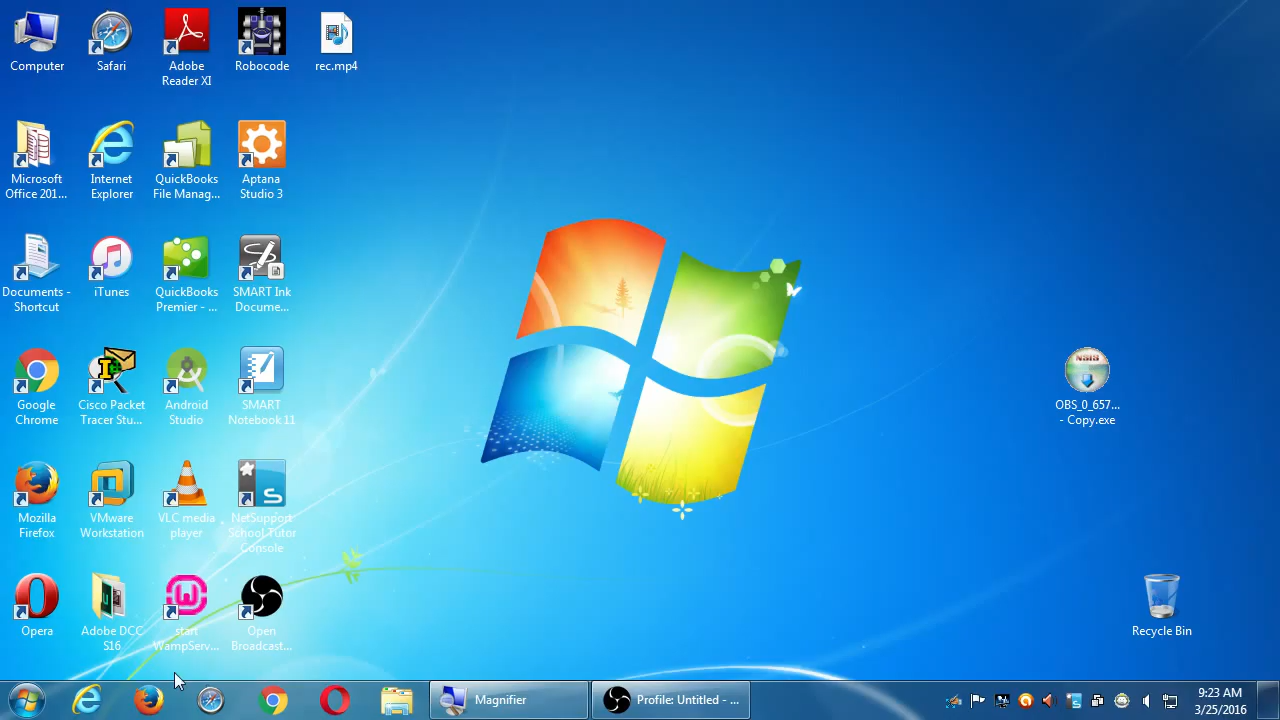 Computer
Safari
Adobe
Reader XI
Robocode
rec.mp4
Microsoft
Office 201...
Internet
Explorer
QuickBooks
File Manag...
Aptana
Studio 3
Documents -
Shortcut
iTunes
QuickBooks
Premier - ...
SMART Ink
Docume...
Google
Chrome
Cisco Packet
Tracer Stu...
Android
Studio
SMART
Notebook 11
nsis
OBS_0_657...
- Copy.exe
Mozilla
Firefox
VMware
Workstation
VLC media
player
NetSupport
School Tutor
Console
Opera
Adobe DCC
S16
start
WampServ...
Open
Broadcast...
Recycle Bin
Magnifier
Profile: Untitled - ...
9:23 AM
3/25/2016